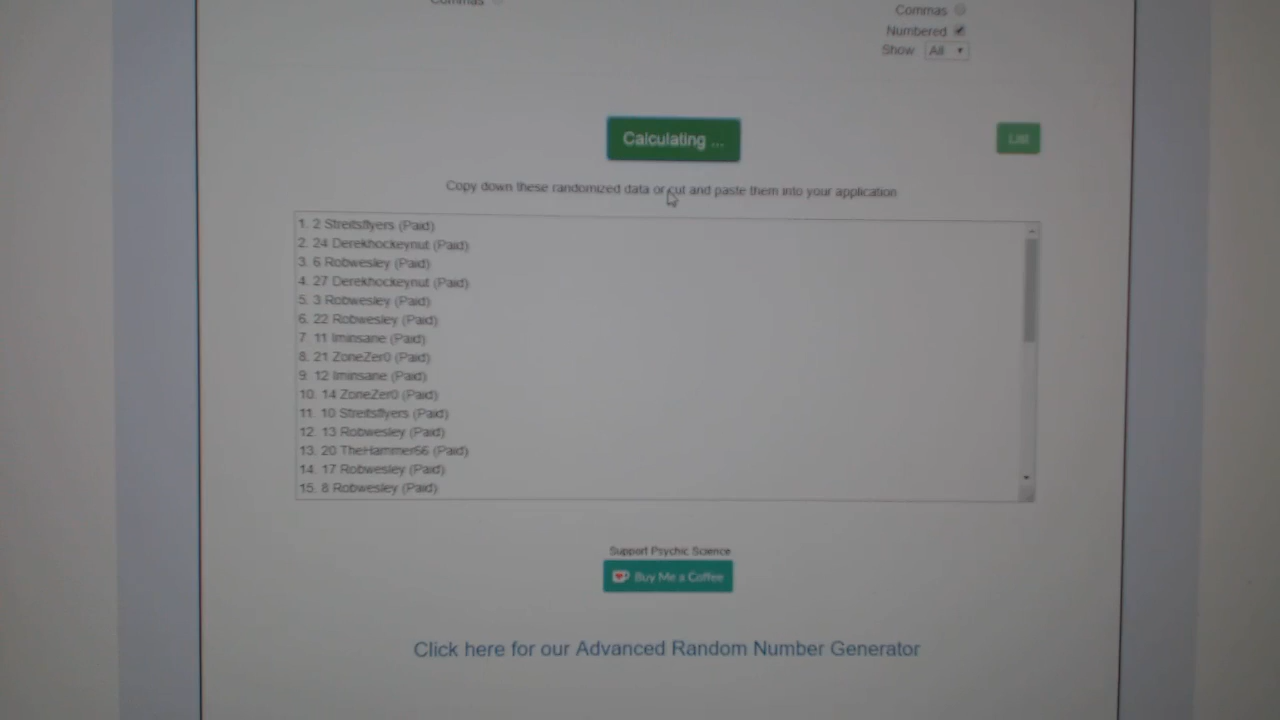 Commas
Commas
Numbered
Show All
Calculating ...
List
Copy down these randomized data or cut and paste them into your application
1. 2 Streitsflyers (Paid)
2. 24 Derekhockeynut (Paid)
3. 6 Robwesley (Paid)
4. 27 Derekhockeynut (Paid)
5. 3 Robwesley (Paid)
6. 22 Robwesley (Paid)
7. 11 Iminsane (Paid)
8. 21 ZoneZer0 (Paid)
9. 12 Iminsane (Paid)
10. 14 ZoneZer0 (Paid)
11. 10 Streitsflyers (Paid)
12. 13 Robwesley (Paid)
13. 20 TheHammer66 (Paid)
14. 17 Robwesley (Paid)
15. 8 Robwesley (Paid)
Support Psychic Science
Buy Me a Coffee
Click here for our Advanced Random Number Generator